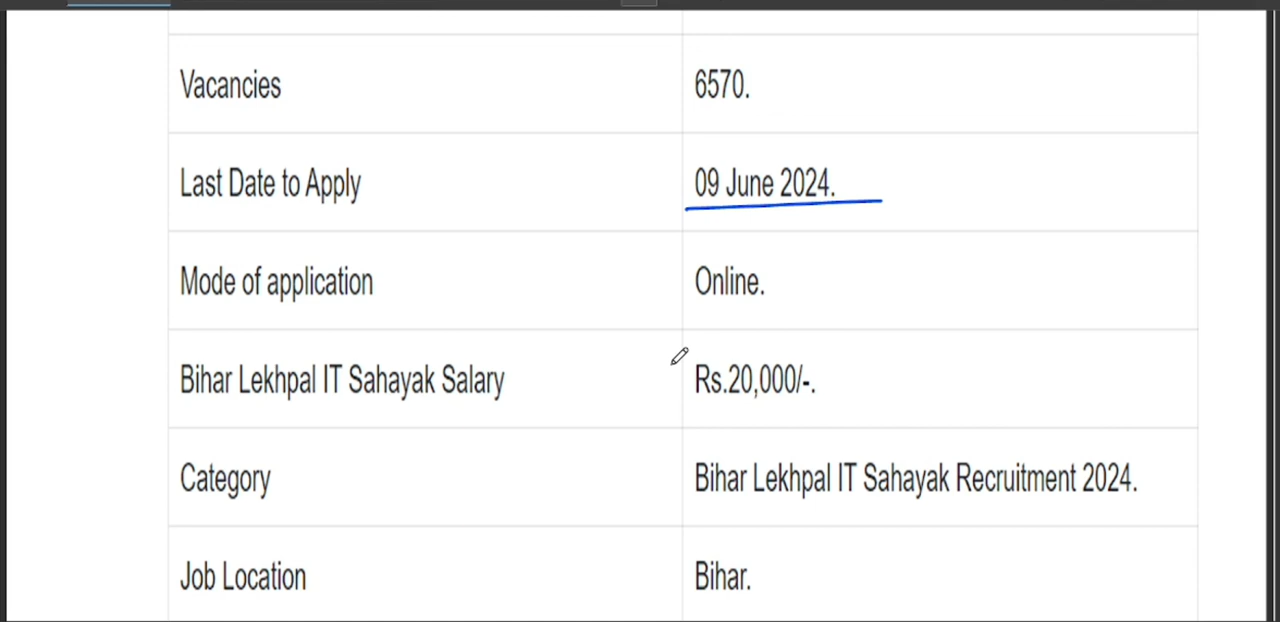 Vacancies 6570.
Last Date to Apply 09 June 2024.
Mode of application Online.
Bihar Lekhpal IT Sahayak Salary Rs.20,000/-.
Category Bihar Lekhpal IT Sahayak Recruitment 2024.
Job Location Bihar.